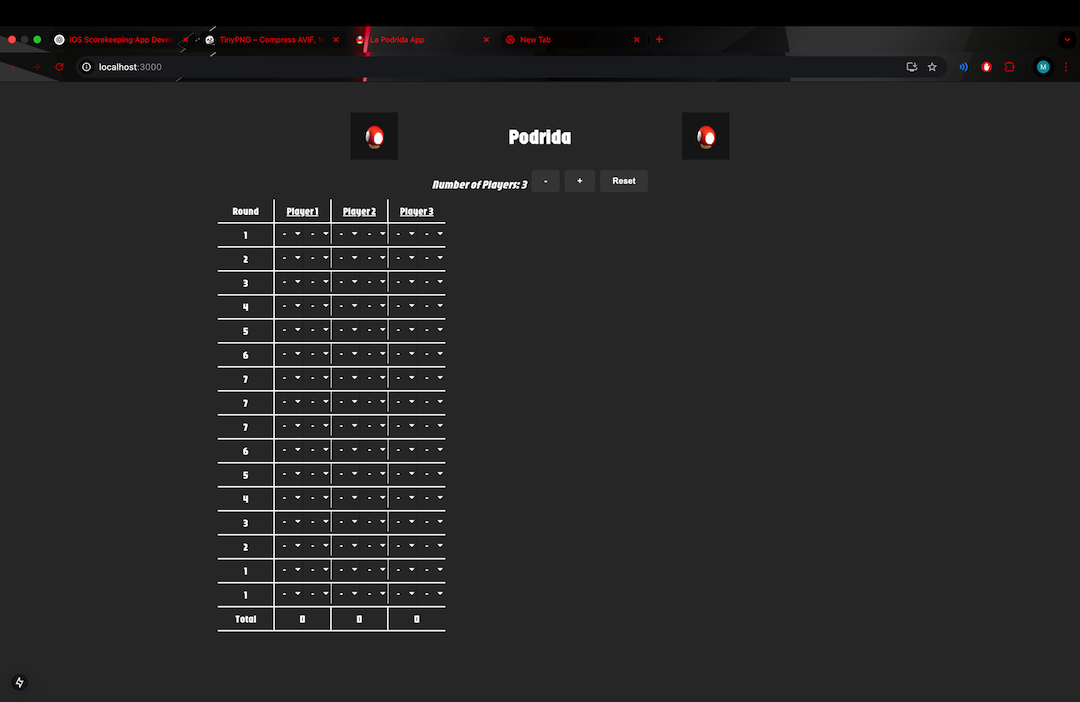 iOS Scorekeeping App Deve
TinyPNG – Compress AVIF, W
La Podrida App
New Tab
localhost:3000
M
Podrida
Number of Players: 3 - + Reset
Round Player 1 Player 2 Player 3
1 - - - - - -
2 - - - - - -
3 - - - - - -
4 - - - - - -
5 - - - - - -
6 - - - - - -
7 - - - - - -
7 - - - - - -
7 - - - - - -
6 - - - - - -
5 - - - - - -
4 - - - - - -
3 - - - - - -
2 - - - - - -
1 - - - - - -
1 - - - - - -
Total 0 0 0